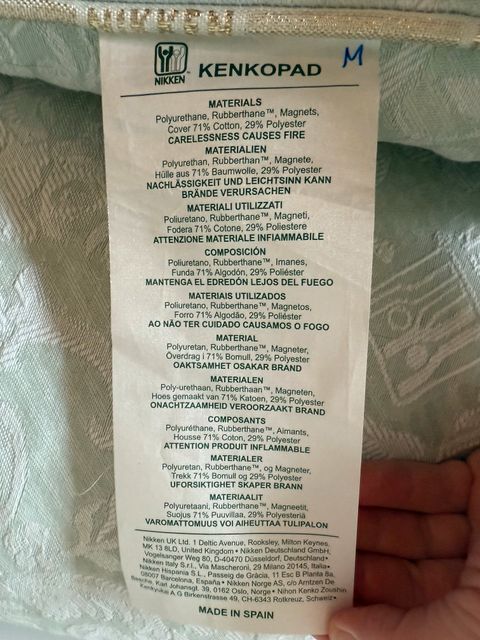 NIKKEN
NIKKEN™
KENKOPAD
M
MATERIALS
Polyurethane, Rubberthane™, Magnets,
Cover 71% Cotton, 29% Polyester
CARELESSNESS CAUSES FIRE
MATERIALIEN
Polyurethan, Rubberthan™, Magnete,
Hülle aus 71% Baumwolle, 29% Polyester
NACHLÄSSIGKEIT UND LEICHTSINN KANN
BRÄNDE VERURSACHEN
MATERIALI UTILIZZATI
Poliuretano, Rubberthane™, Magneti,
Fodera 71% Cotone, 29% Poliestere
ATTENZIONE MATERIALE INFIAMMABILE
COMPOSICIÓN
Poliuretano, Rubberthane™, Imanes,
Funda 71% Algodón, 29% Poliéster
MANTENGA EL EDREDÓN LEJOS DEL FUEGO
MATERIAIS UTILIZADOS
Poliuretano, Rubberthane™, Magnetos,
Forro 71% Algodão, 29% Poliéster
AO NÃO TER CUIDADO CAUSAMOS O FOGO
MATERIAL
Polyuretan, Rubberthane™, Magneter,
Överdrag i 71% Bomull, 29% Polyester
OAKTSAMHET OSAKAR BRAND
MATERIALEN
Poly-urethaan, Rubberthaan™, Magneten,
Hoes gemaakt van 71% Katoen, 29% Polyester
ONACHTZAAMHEID VEROORZAAKT BRAND
COMPOSANTS
Polyuréthane, Rubberthane™, Aimants,
Housse 71% Coton, 29% Polyester
ATTENTION PRODUIT INFLAMMABLE
MATERIALER
Polyuretan, Rubberthane™, og Magneter,
Trekk 71% Bomull og 29% Polyester
UFORSIKTIGHET SKAPER BRANN
MATERIAALIT
Polyuretaani, Rubberthane™, Magneetit,
Suojus 71% Puuvillaa, 29% Polyesteriä
VAROMATTOMUUS VOI AIHEUTTAA TULIPALON
Nikken UK Ltd. 1 Deltic Avenue, Rooksley, Milton Keynes,
MK 13 8LD, United Kingdom • Nikken Deutschland GmbH,
Vogelsanger Weg 80, D-40470 Düsseldorf, Deutschland •
Nikken Italy S.r.l., Via Mascheroni, 29 Milano 20145, Italia •
Nikken Hispania S.L., Passeig de Gràcia, 11 Esc B Planta 8a,
08007 Barcelona, España • Nikken Norge AS, c/o Arntzen De
Besche, Karl Johansgt. 39, 0162 Oslo, Norge • Nihon Kenko Zoushin
Kenkyukai A.G Birkenstrasse 49, CH-6343 Rotkreuz, Schweiz •
MADE IN SPAIN